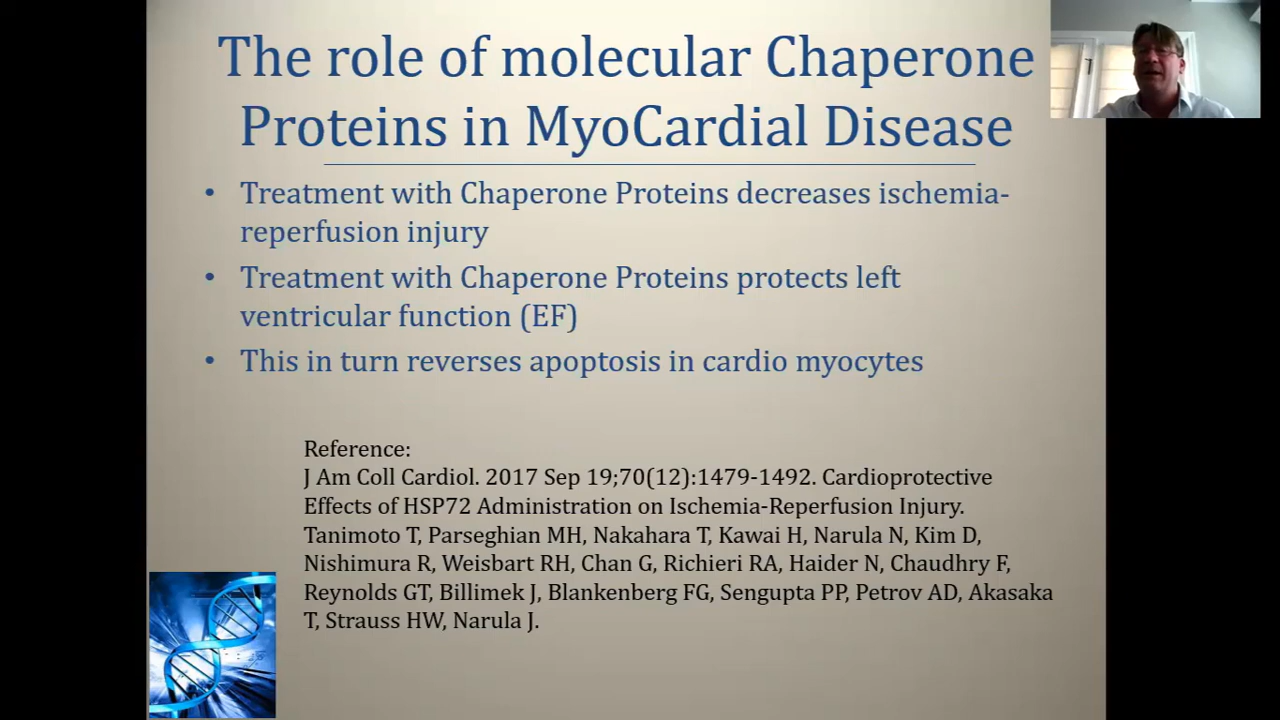 The role of molecular Chaperone
Proteins in MyoCardial Disease
• Treatment with Chaperone Proteins decreases ischemia-
reperfusion injury
• Treatment with Chaperone Proteins protects left
ventricular function (EF)
• This in turn reverses apoptosis in cardio myocytes
Reference:
J Am Coll Cardiol. 2017 Sep 19;70(12):1479-1492. Cardioprotective
Effects of HSP72 Administration on Ischemia-Reperfusion Injury.
Tanimoto T, Parseghian MH, Nakahara T, Kawai H, Narula N, Kim D,
Nishimura R, Weisbart RH, Chan G, Richieri RA, Haider N, Chaudhry F,
Reynolds GT, Billimek J, Blankenberg FG, Sengupta PP, Petrov AD, Akasaka
T, Strauss HW, Narula J.